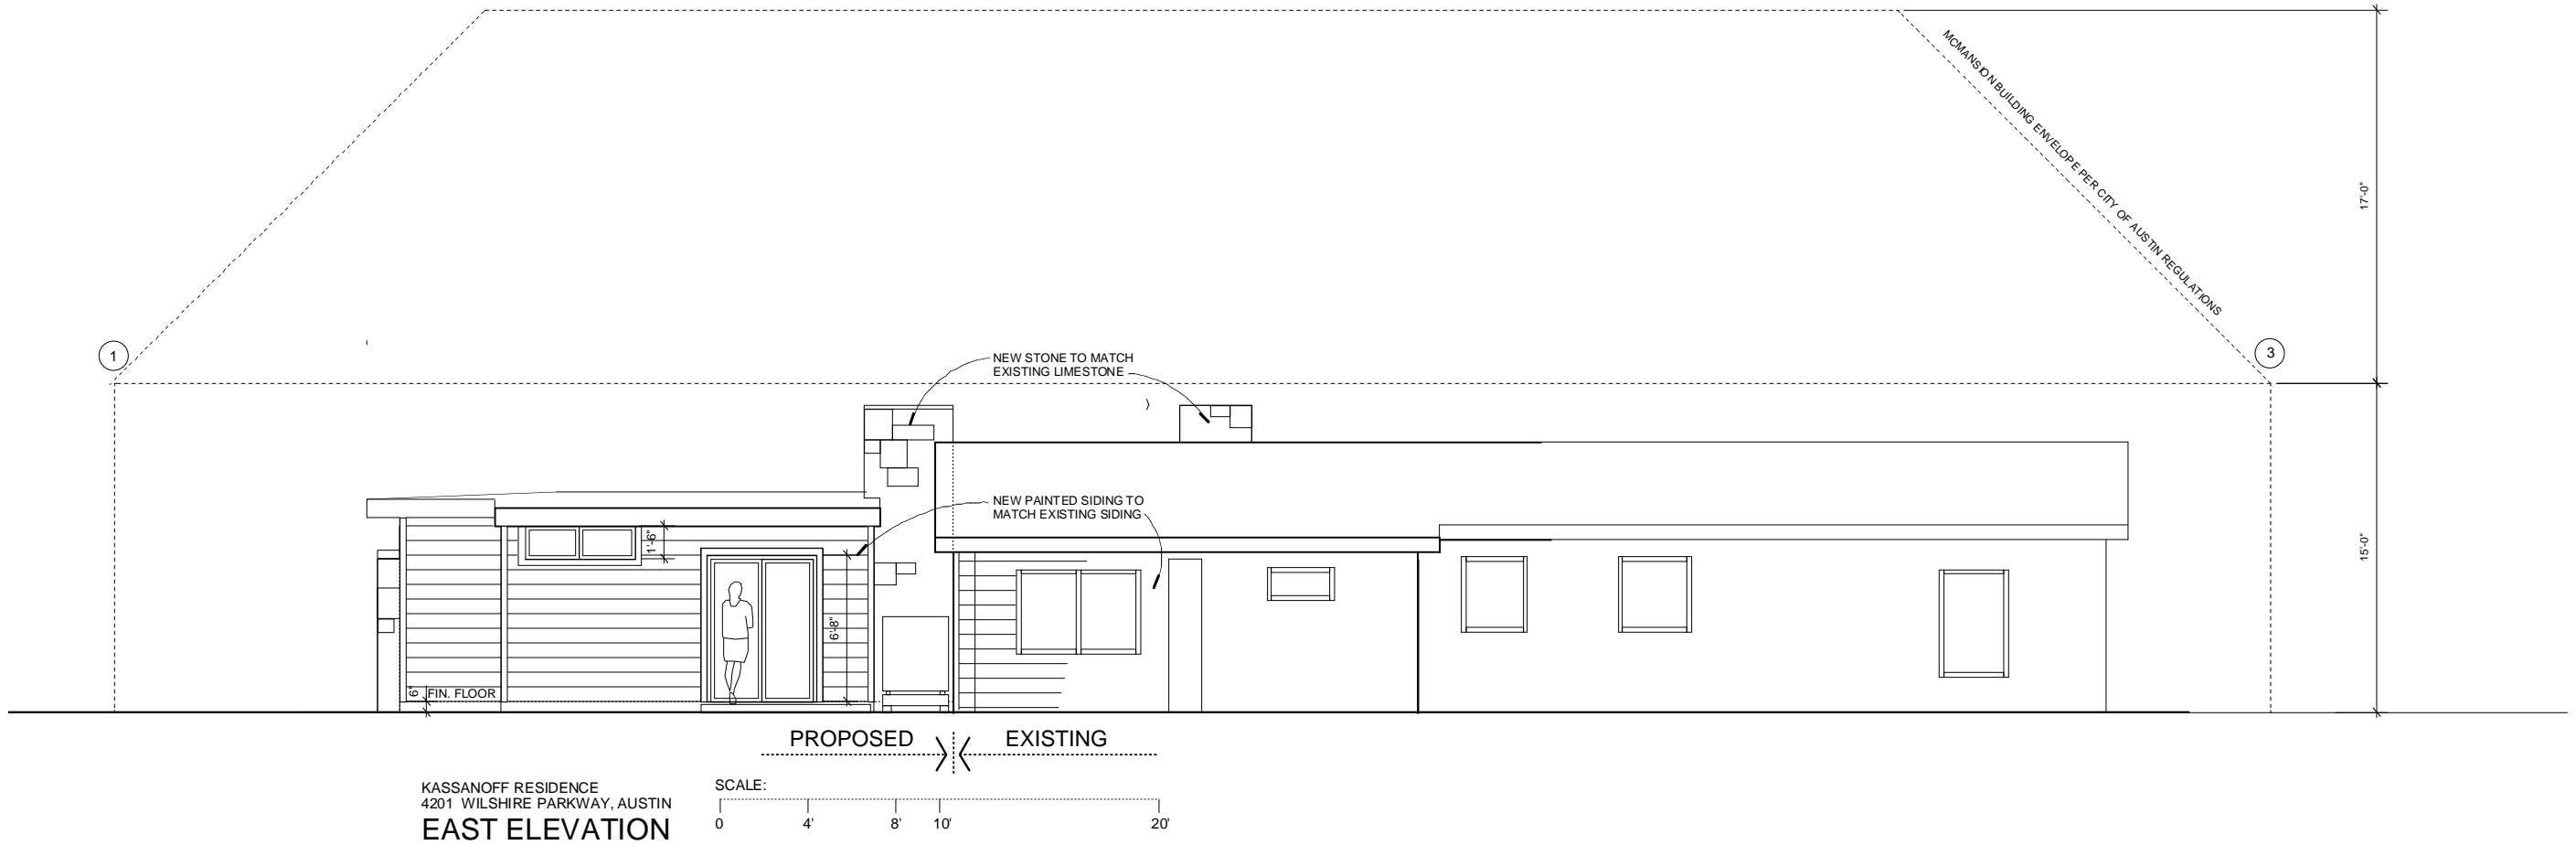 MCMANSION BUILDING ENVELOPE PER CITY OF AUSTIN REGULATIONS
17'-0"
1
3
NEW STONE TO MATCH
EXISTING LIMESTONE
NEW PAINTED SIDING TO
MATCH EXISTING SIDING
1'-6"
15'-0"
6'-8"
6"
FIN. FLOOR
PROPOSED
EXISTING
KASSANOFF RESIDENCE
4201 WILSHIRE PARKWAY, AUSTIN
EAST ELEVATION
SCALE:
0 4' 8' 10' 20'